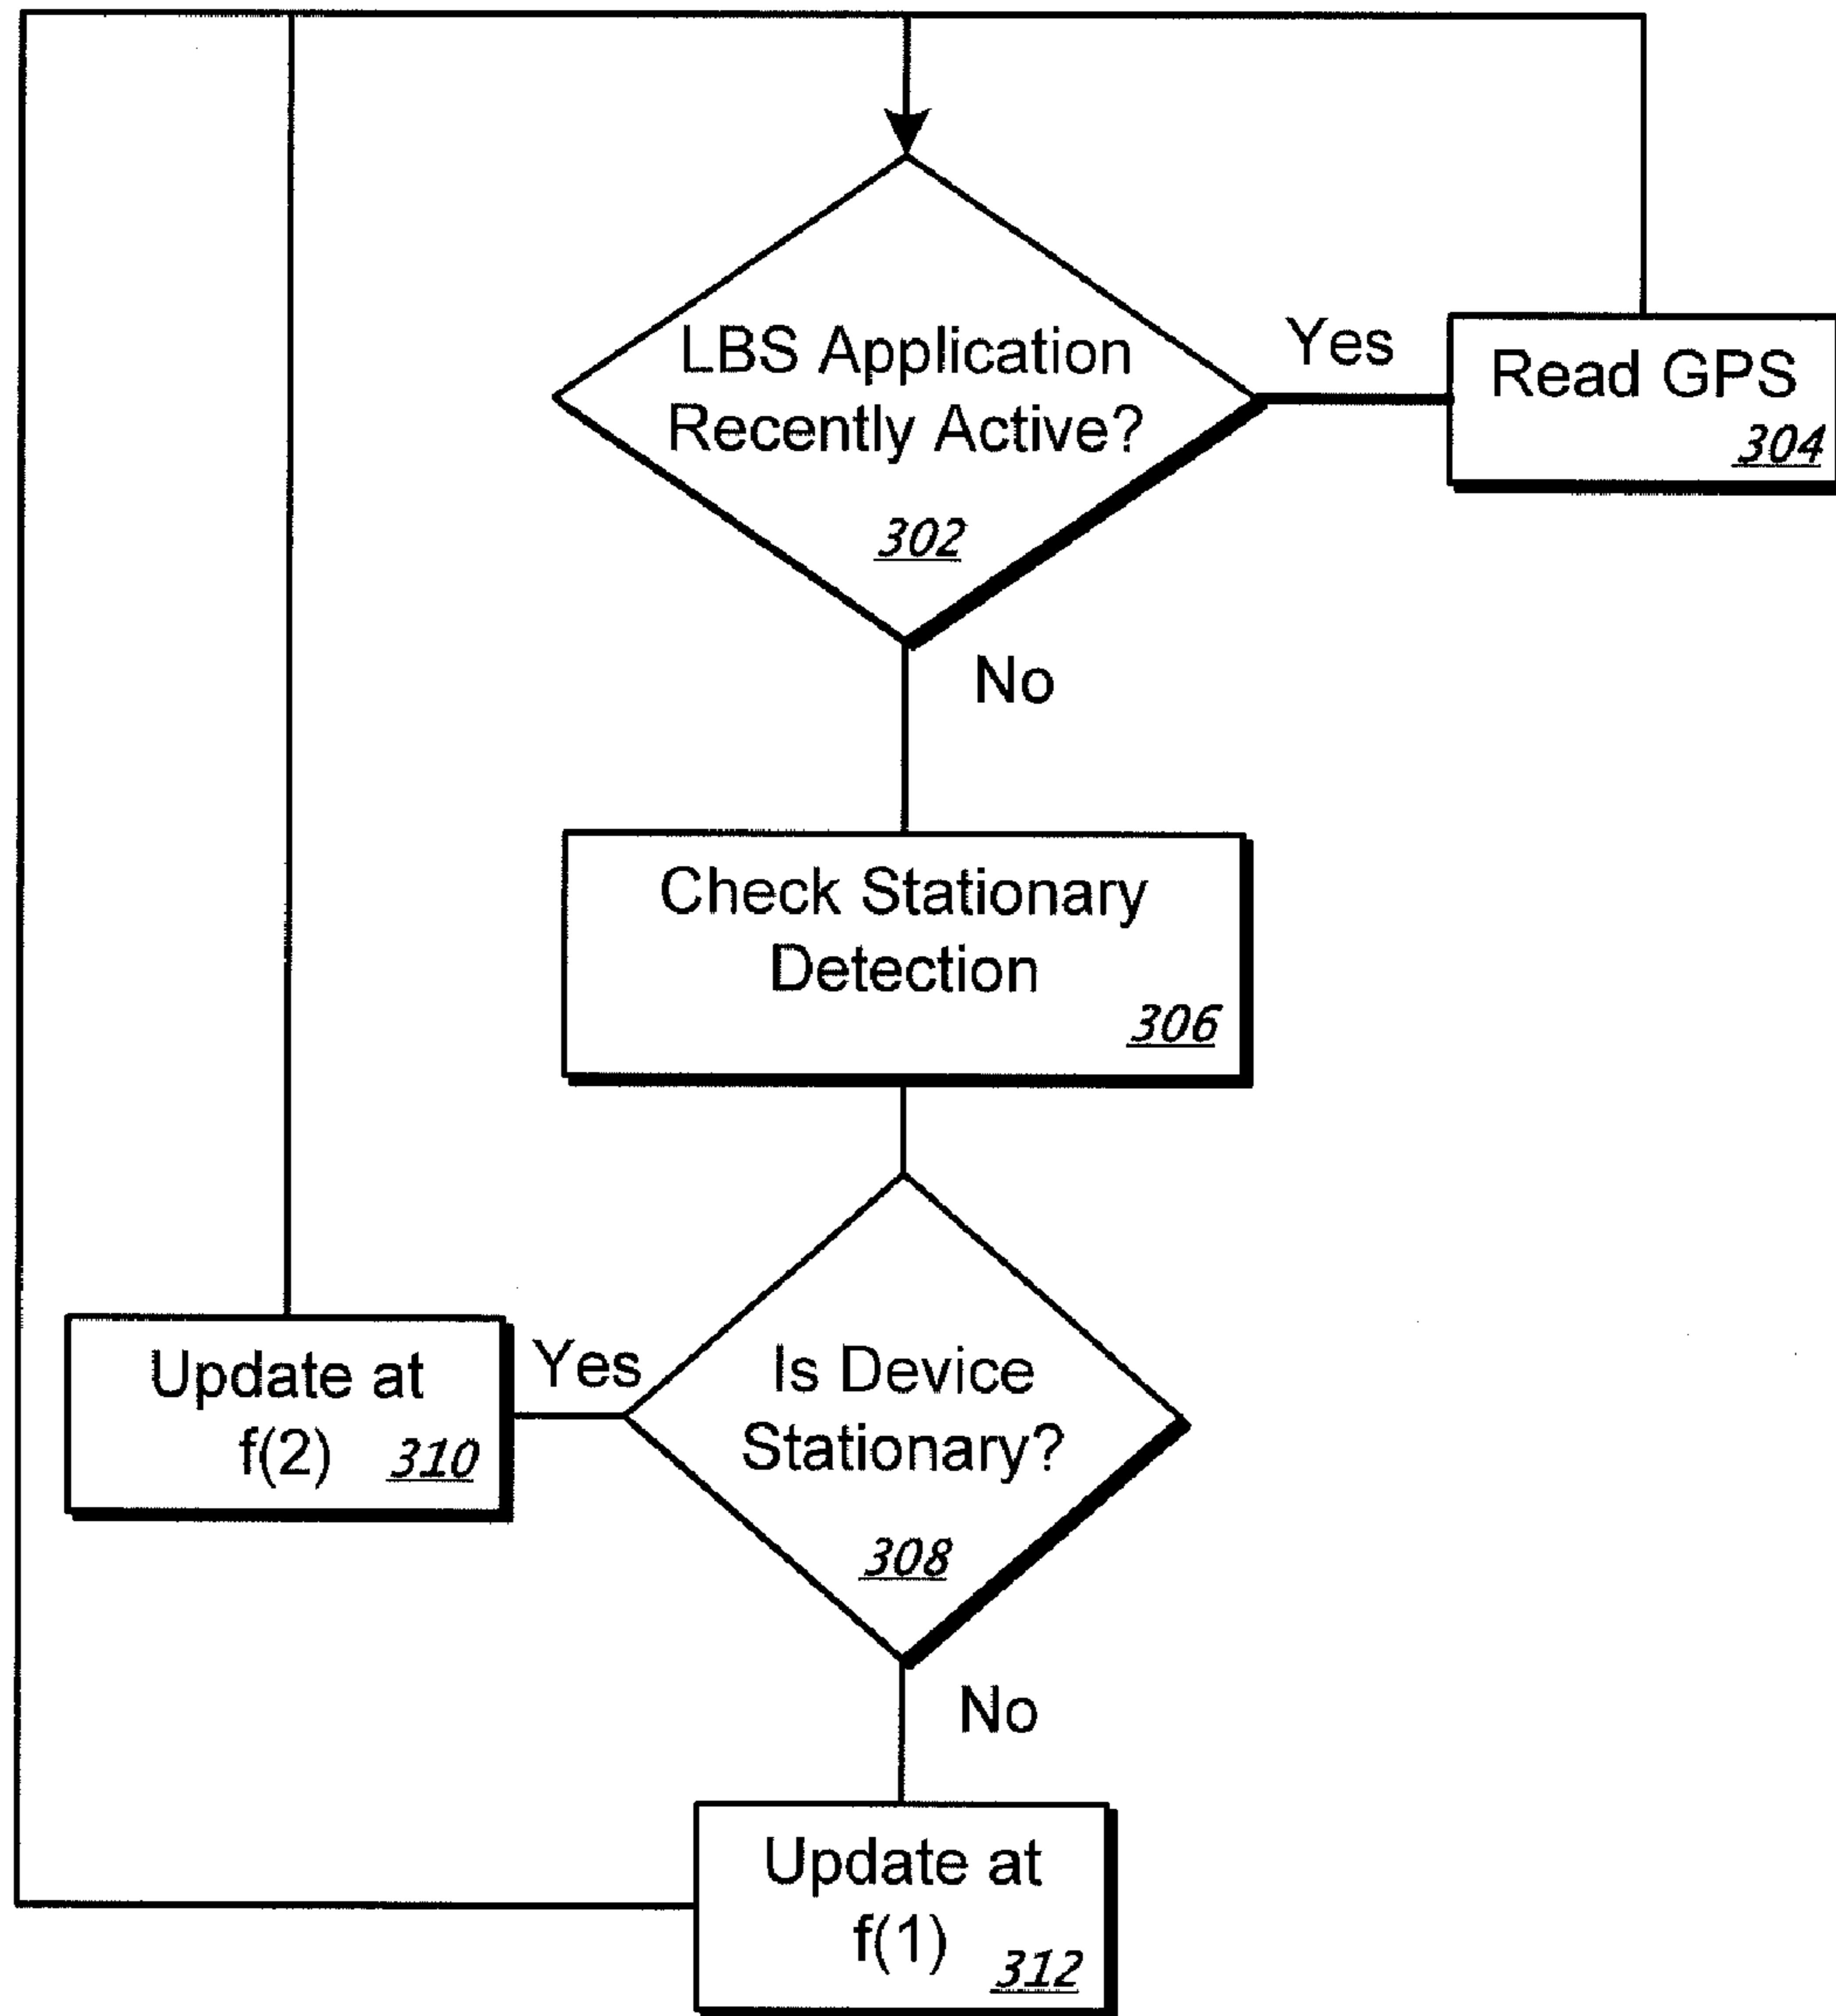 LBS Application
Recently Active?
302
Yes
Read GPS
304
No
Check Stationary
Detection
306
Is Device
Stationary?
308
Yes
Update at
f(2) 310
No
Update at
f(1) 312